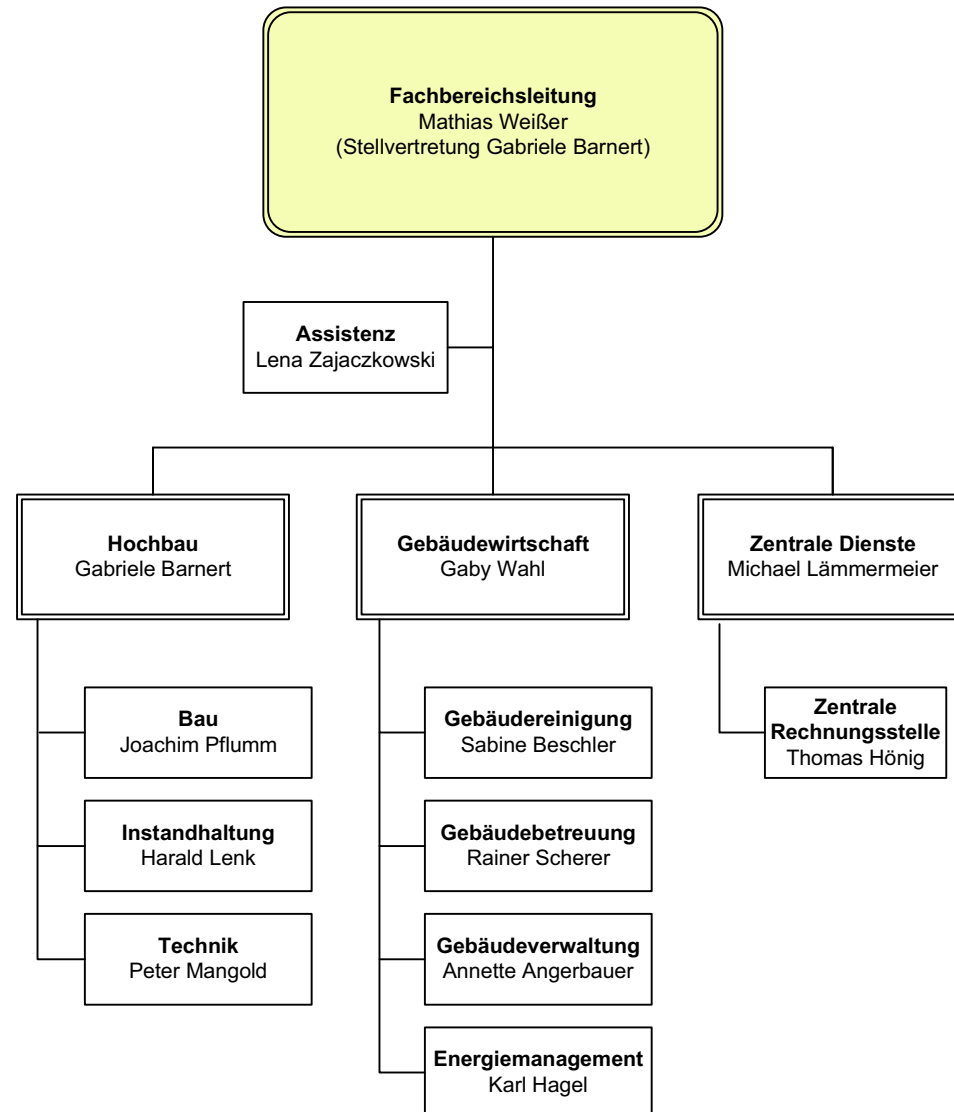 Fachbereichsleitung
Mathias Weißer
(Stellvertretung Gabriele Barnert)
Assistenz
Lena Zajaczkowski
Hochbau
Gabriele Barnert
Gebäudewirtschaft
Gaby Wahl
Zentrale Dienste
Michael Lämmermeier
Bau
Joachim Pflumm
Instandhaltung
Harald Lenk
Technik
Peter Mangold
Gebäudereinigung
Sabine Beschler
Gebäudebetreuung
Rainer Scherer
Gebäudeverwaltung
Annette Angerbauer
Energiemanagement
Karl Hagel
Zentrale
Rechnungsstelle
Thomas Hönig